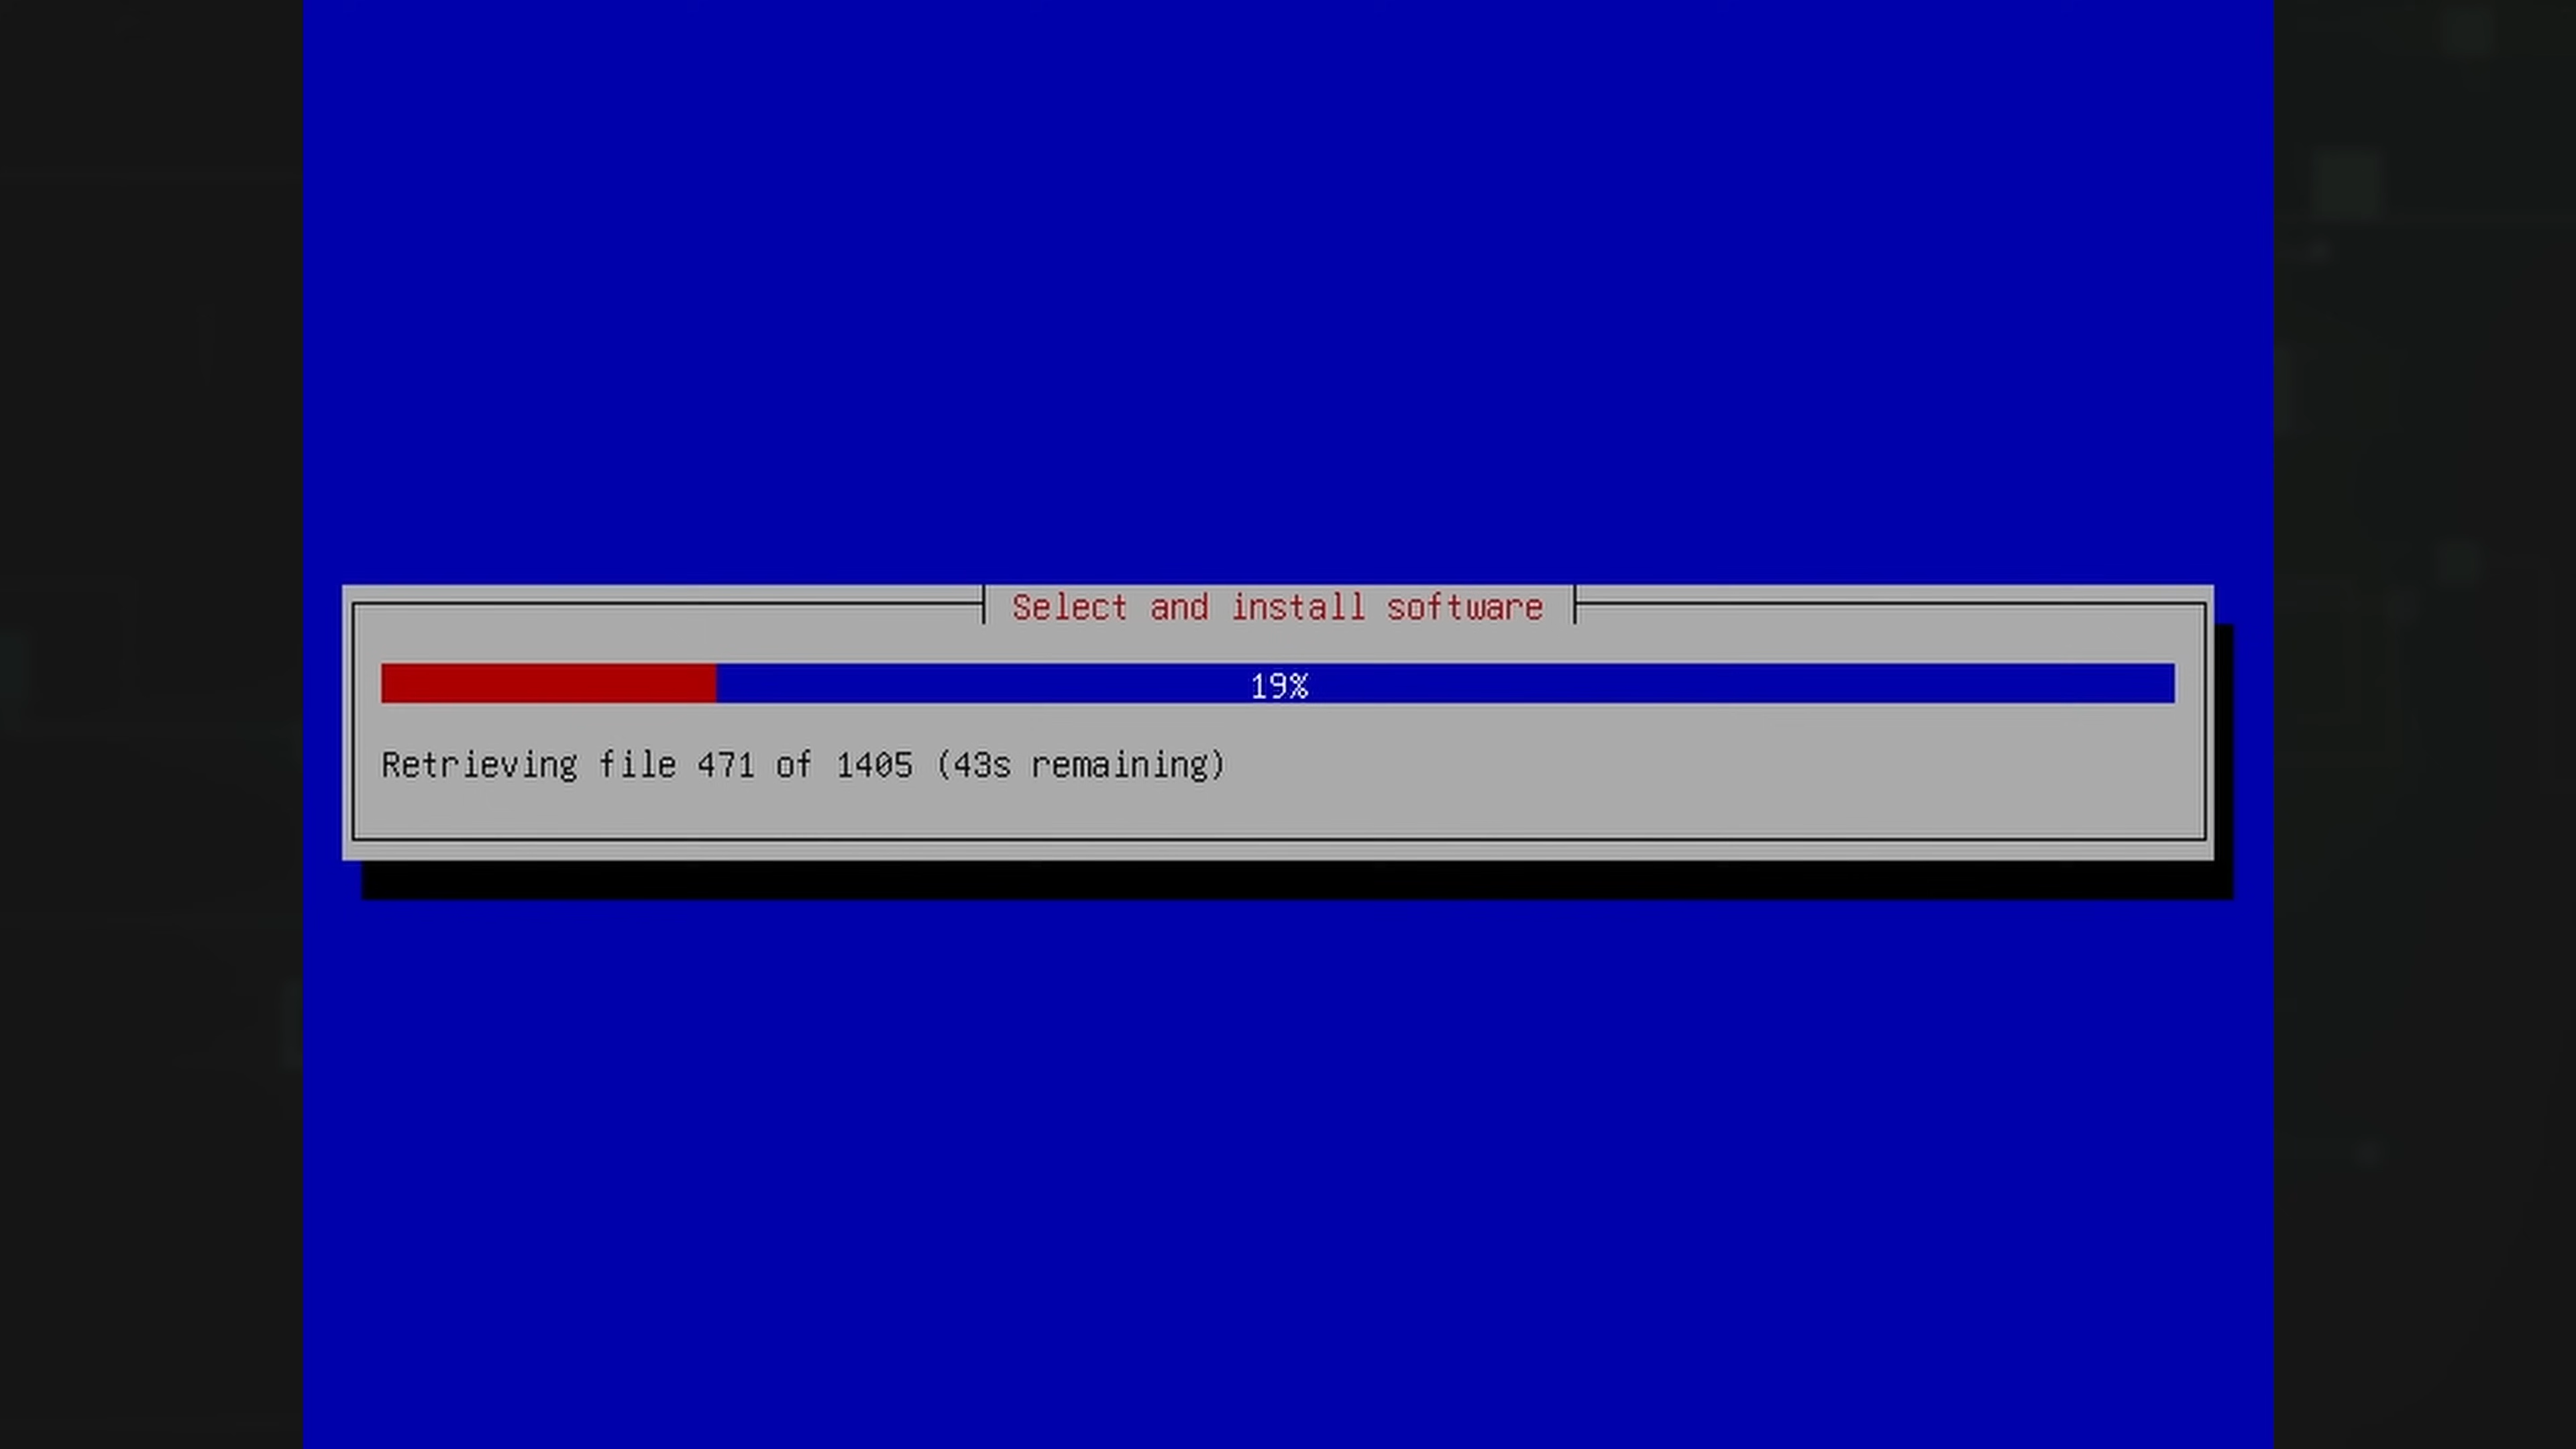 Select and install software
19%
Retrieving file 471 of 1405 (43s remaining)